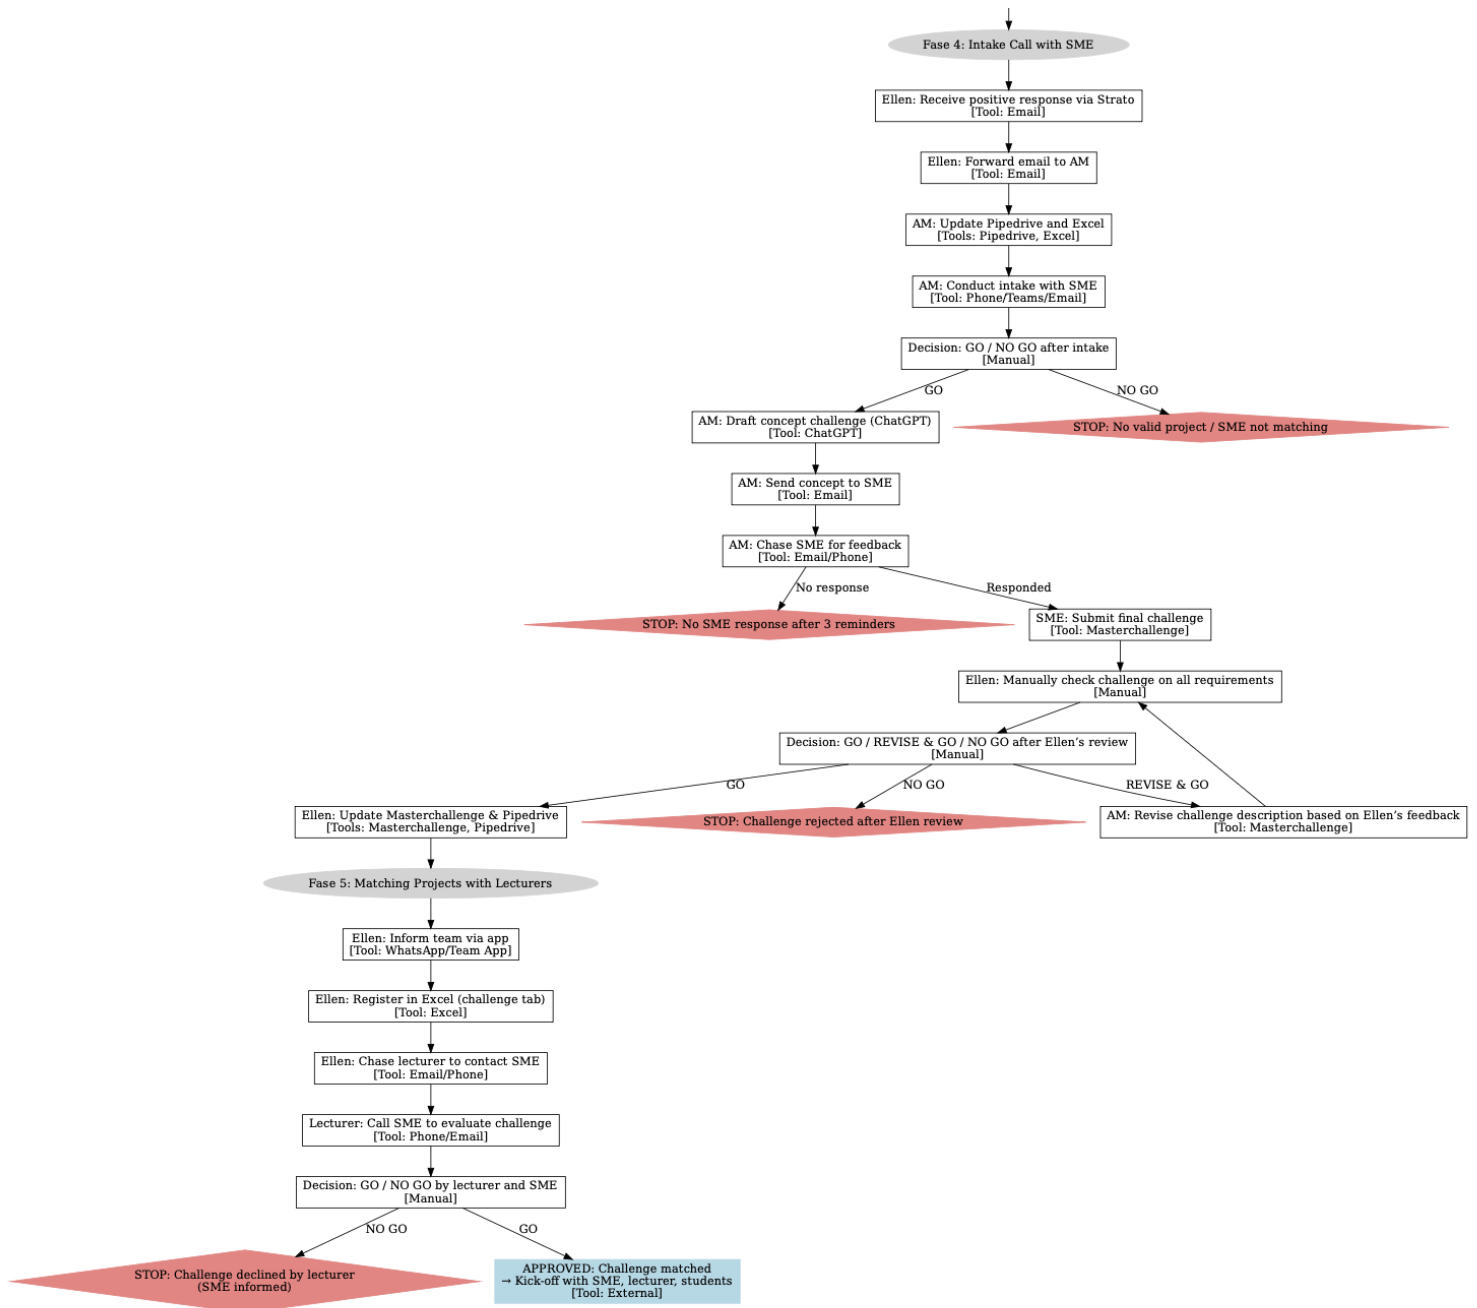 Fase 4: Intake Call with SME
Ellen: Receive positive response via Strato
[Tool: Email]
Ellen: Forward email to AM
[Tool: Email]
AM: Update Pipedrive and Excel
[Tools: Pipedrive, Excel]
AM: Conduct intake with SME
[Tool: Phone/Teams/Email]
Decision: GO / NO GO after intake
[Manual]
GO
NO GO
AM: Draft concept challenge (ChatGPT)
[Tool: ChatGPT]
STOP: No valid project / SME not matching
AM: Send concept to SME
[Tool: Email]
AM: Chase SME for feedback
[Tool: Email/Phone]
No response
Responded
STOP: No SME response after 3 reminders
SME: Submit final challenge
[Tool: Masterchallenge]
Ellen: Manually check challenge on all requirements
[Manual]
Decision: GO / REVISE & GO / NO GO after Ellen’s review
[Manual]
GO
NO GO
REVISE & GO
Ellen: Update Masterchallenge & Pipedrive
[Tools: Masterchallenge, Pipedrive]
STOP: Challenge rejected after Ellen review
AM: Revise challenge description based on Ellen’s feedback
[Tool: Masterchallenge]
Fase 5: Matching Projects with Lecturers
Ellen: Inform team via app
[Tool: WhatsApp/Team App]
Ellen: Register in Excel (challenge tab)
[Tool: Excel]
Ellen: Chase lecturer to contact SME
[Tool: Email/Phone]
Lecturer: Call SME to evaluate challenge
[Tool: Phone/Email]
Decision: GO / NO GO by lecturer and SME
[Manual]
NO GO
GO
STOP: Challenge declined by lecturer
(SME informed)
APPROVED: Challenge matched
→ Kick-off with SME, lecturer, students
[Tool: External]